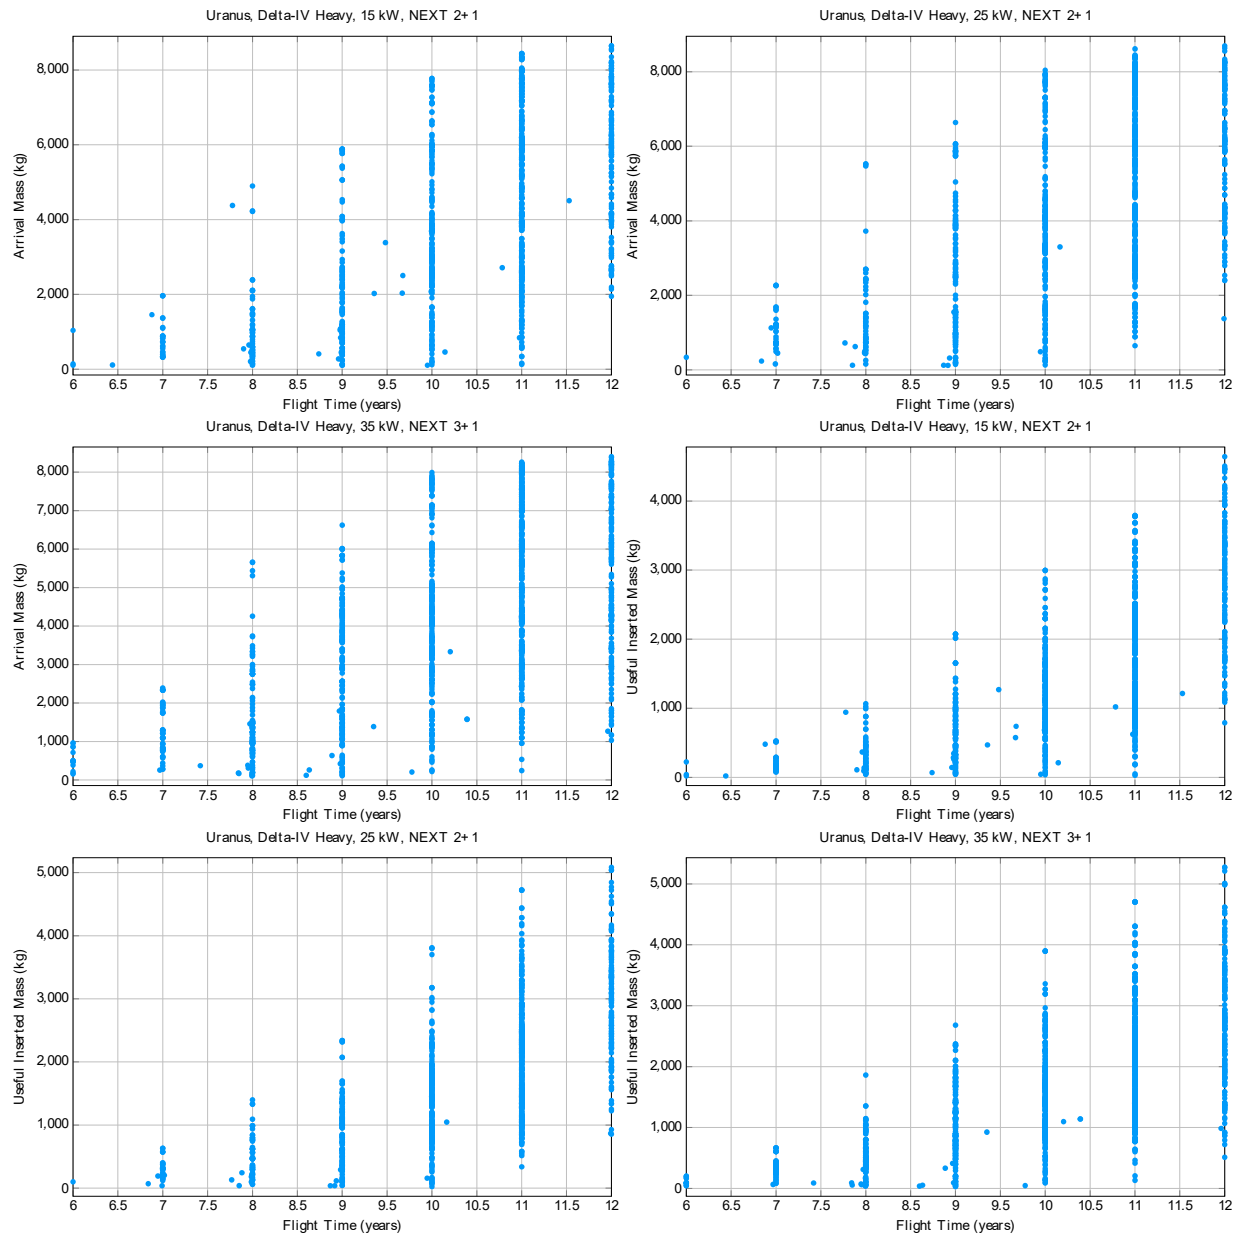 Uranus, Delta-IV Heavy, 15 kW, NEXT 2+1
Arrival Mass (kg)
8,000
6,000
4,000
2,000
0
6 6.5 7 7.5 8 8.5 9 9.5 10 10.5 11 11.5 12
Flight Time (years)
Uranus, Delta-IV Heavy, 25 kW, NEXT 2+1
Arrival Mass (kg)
8,000
6,000
4,000
2,000
0
6 6.5 7 7.5 8 8.5 9 9.5 10 10.5 11 11.5 12
Flight Time (years)
Uranus, Delta-IV Heavy, 35 kW, NEXT 3+1
Arrival Mass (kg)
8,000
7,000
6,000
5,000
4,000
3,000
2,000
1,000
0
6 6.5 7 7.5 8 8.5 9 9.5 10 10.5 11 11.5 12
Flight Time (years)
Uranus, Delta-IV Heavy, 15 kW, NEXT 2+1
Useful Inserted Mass (kg)
4,000
3,000
2,000
1,000
0
6 6.5 7 7.5 8 8.5 9 9.5 10 10.5 11 11.5 12
Flight Time (years)
Uranus, Delta-IV Heavy, 25 kW, NEXT 2+1
Useful Inserted Mass (kg)
5,000
4,000
3,000
2,000
1,000
0
6 6.5 7 7.5 8 8.5 9 9.5 10 10.5 11 11.5 12
Flight Time (years)
Uranus, Delta-IV Heavy, 35 kW, NEXT 3+1
Useful Inserted Mass (kg)
5,000
4,000
3,000
2,000
1,000
0
6 6.5 7 7.5 8 8.5 9 9.5 10 10.5 11 11.5 12
Flight Time (years)